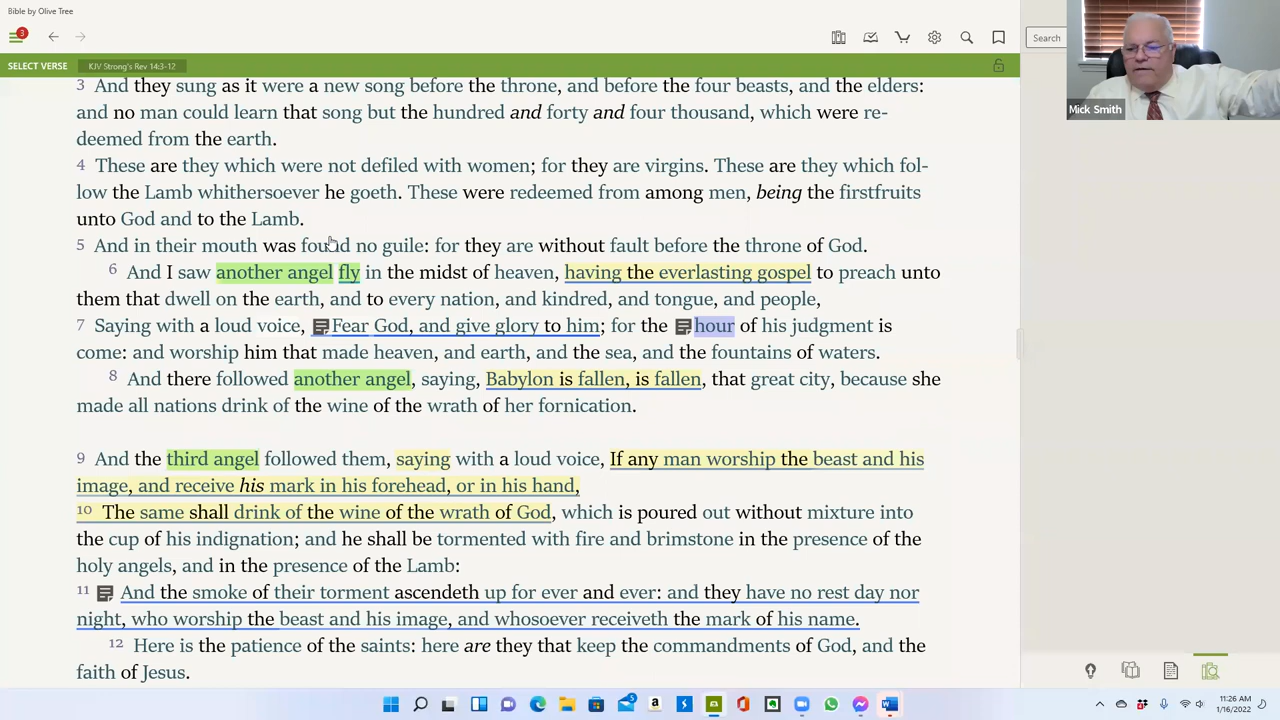 Bible by Olive Tree
3
SELECT VERSE KJV Strong's Rev 14:3-12
Search
Mick Smith
3 And they sung as it were a new song before the throne, and before the four beasts, and the elders:
and no man could learn that song but the hundred and forty and four thousand, which were re-
deemed from the earth.
4 These are they which were not defiled with women; for they are virgins. These are they which fol-
low the Lamb whithersoever he goeth. These were redeemed from among men, being the firstfruits
unto God and to the Lamb.
5 And in their mouth was found no guile: for they are without fault before the throne of God.
6 And I saw another angel fly in the midst of heaven, having the everlasting gospel to preach unto
them that dwell on the earth, and to every nation, and kindred, and tongue, and people,
7 Saying with a loud voice, Fear God, and give glory to him; for the hour of his judgment is
come: and worship him that made heaven, and earth, and the sea, and the fountains of waters.
8 And there followed another angel, saying, Babylon is fallen, is fallen, that great city, because she
made all nations drink of the wine of the wrath of her fornication.
9 And the third angel followed them, saying with a loud voice, If any man worship the beast and his
image, and receive his mark in his forehead, or in his hand,
10 The same shall drink of the wine of the wrath of God, which is poured out without mixture into
the cup of his indignation; and he shall be tormented with fire and brimstone in the presence of the
holy angels, and in the presence of the Lamb:
11 And the smoke of their torment ascendeth up for ever and ever: and they have no rest day nor
night, who worship the beast and his image, and whosoever receiveth the mark of his name.
12 Here is the patience of the saints: here are they that keep the commandments of God, and the
faith of Jesus.
11:26 AM
1/16/2022